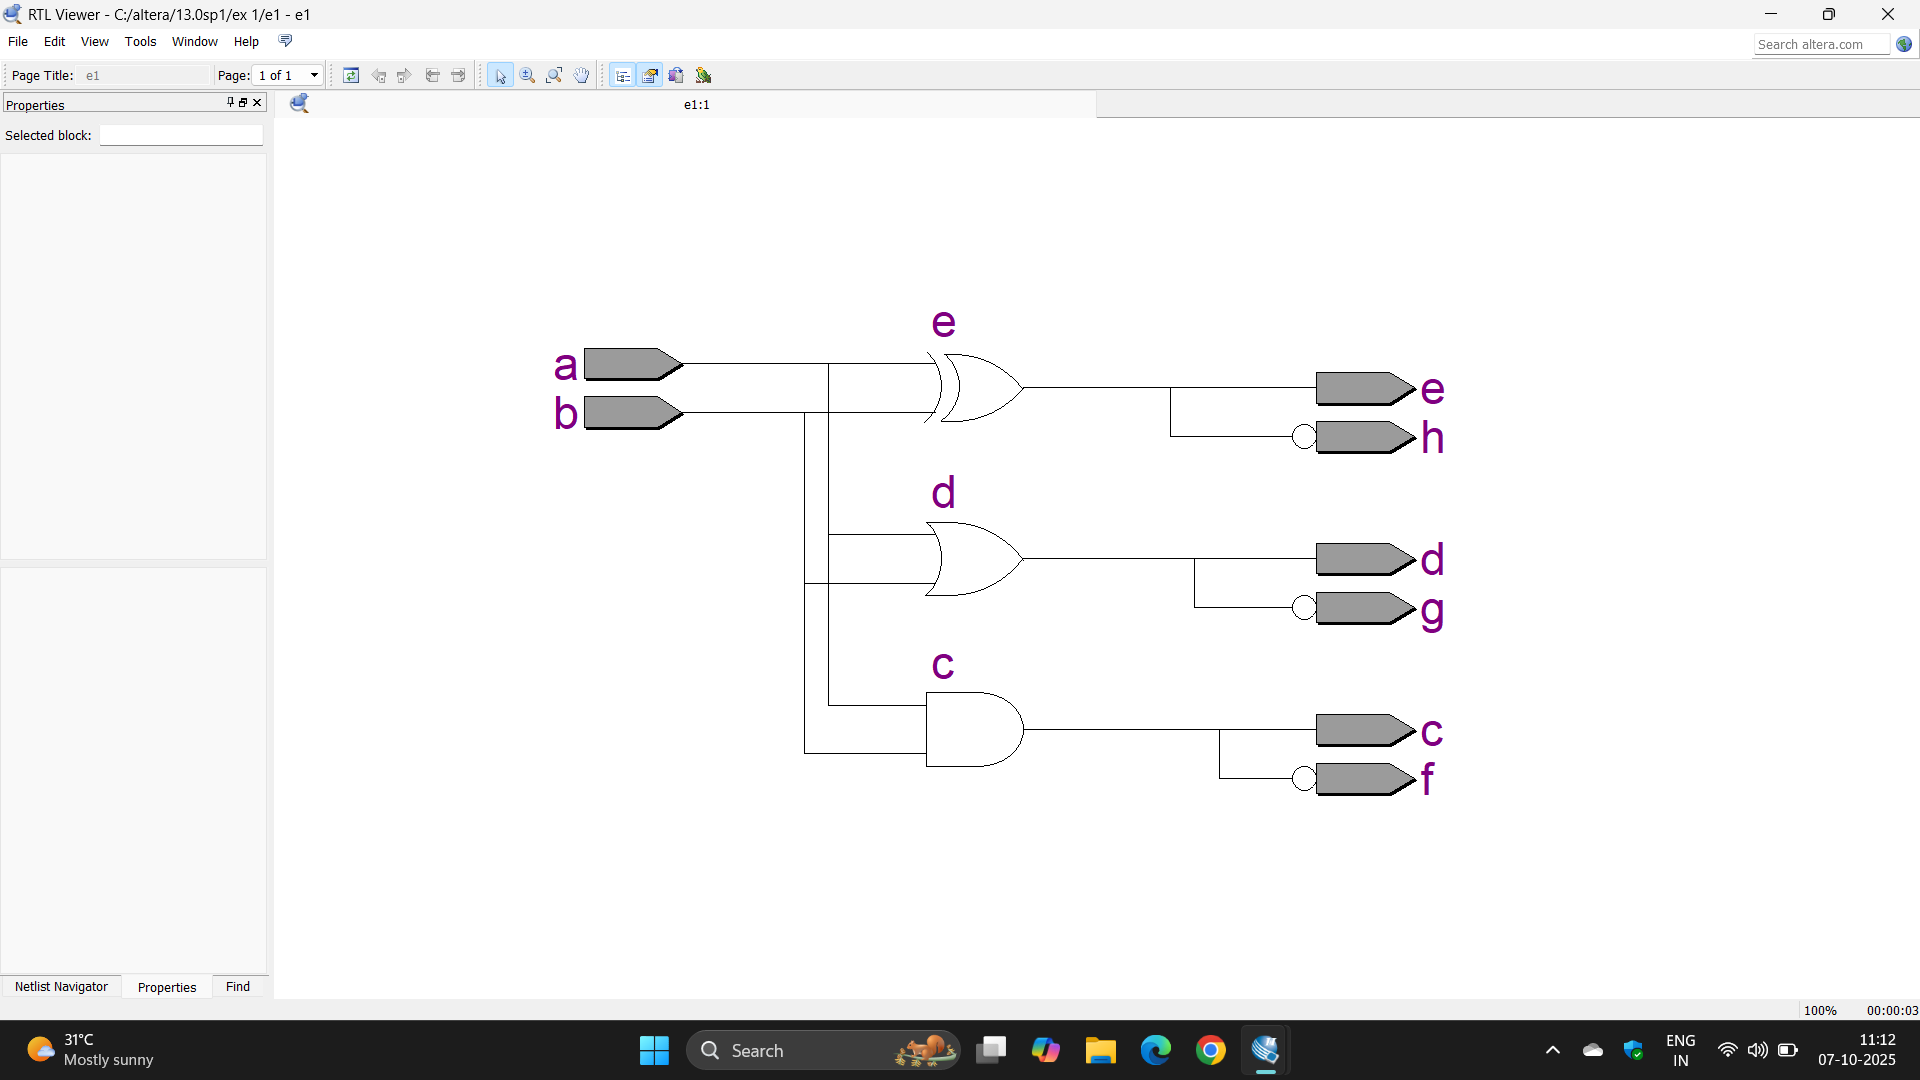 RTL Viewer - C:/altera/13.0sp1/ex 1/e1 - e1
File Edit View Tools Window Help
Search altera.com
Page Title: e1 Page: 1 of 1
Properties
e1:1
Selected block:
e
a
b
e
h
d
d
g
c
c
f
Netlist Navigator Properties Find
100% 00:00:03
31°C
Mostly sunny
Search
ENG
IN
11:12
07-10-2025